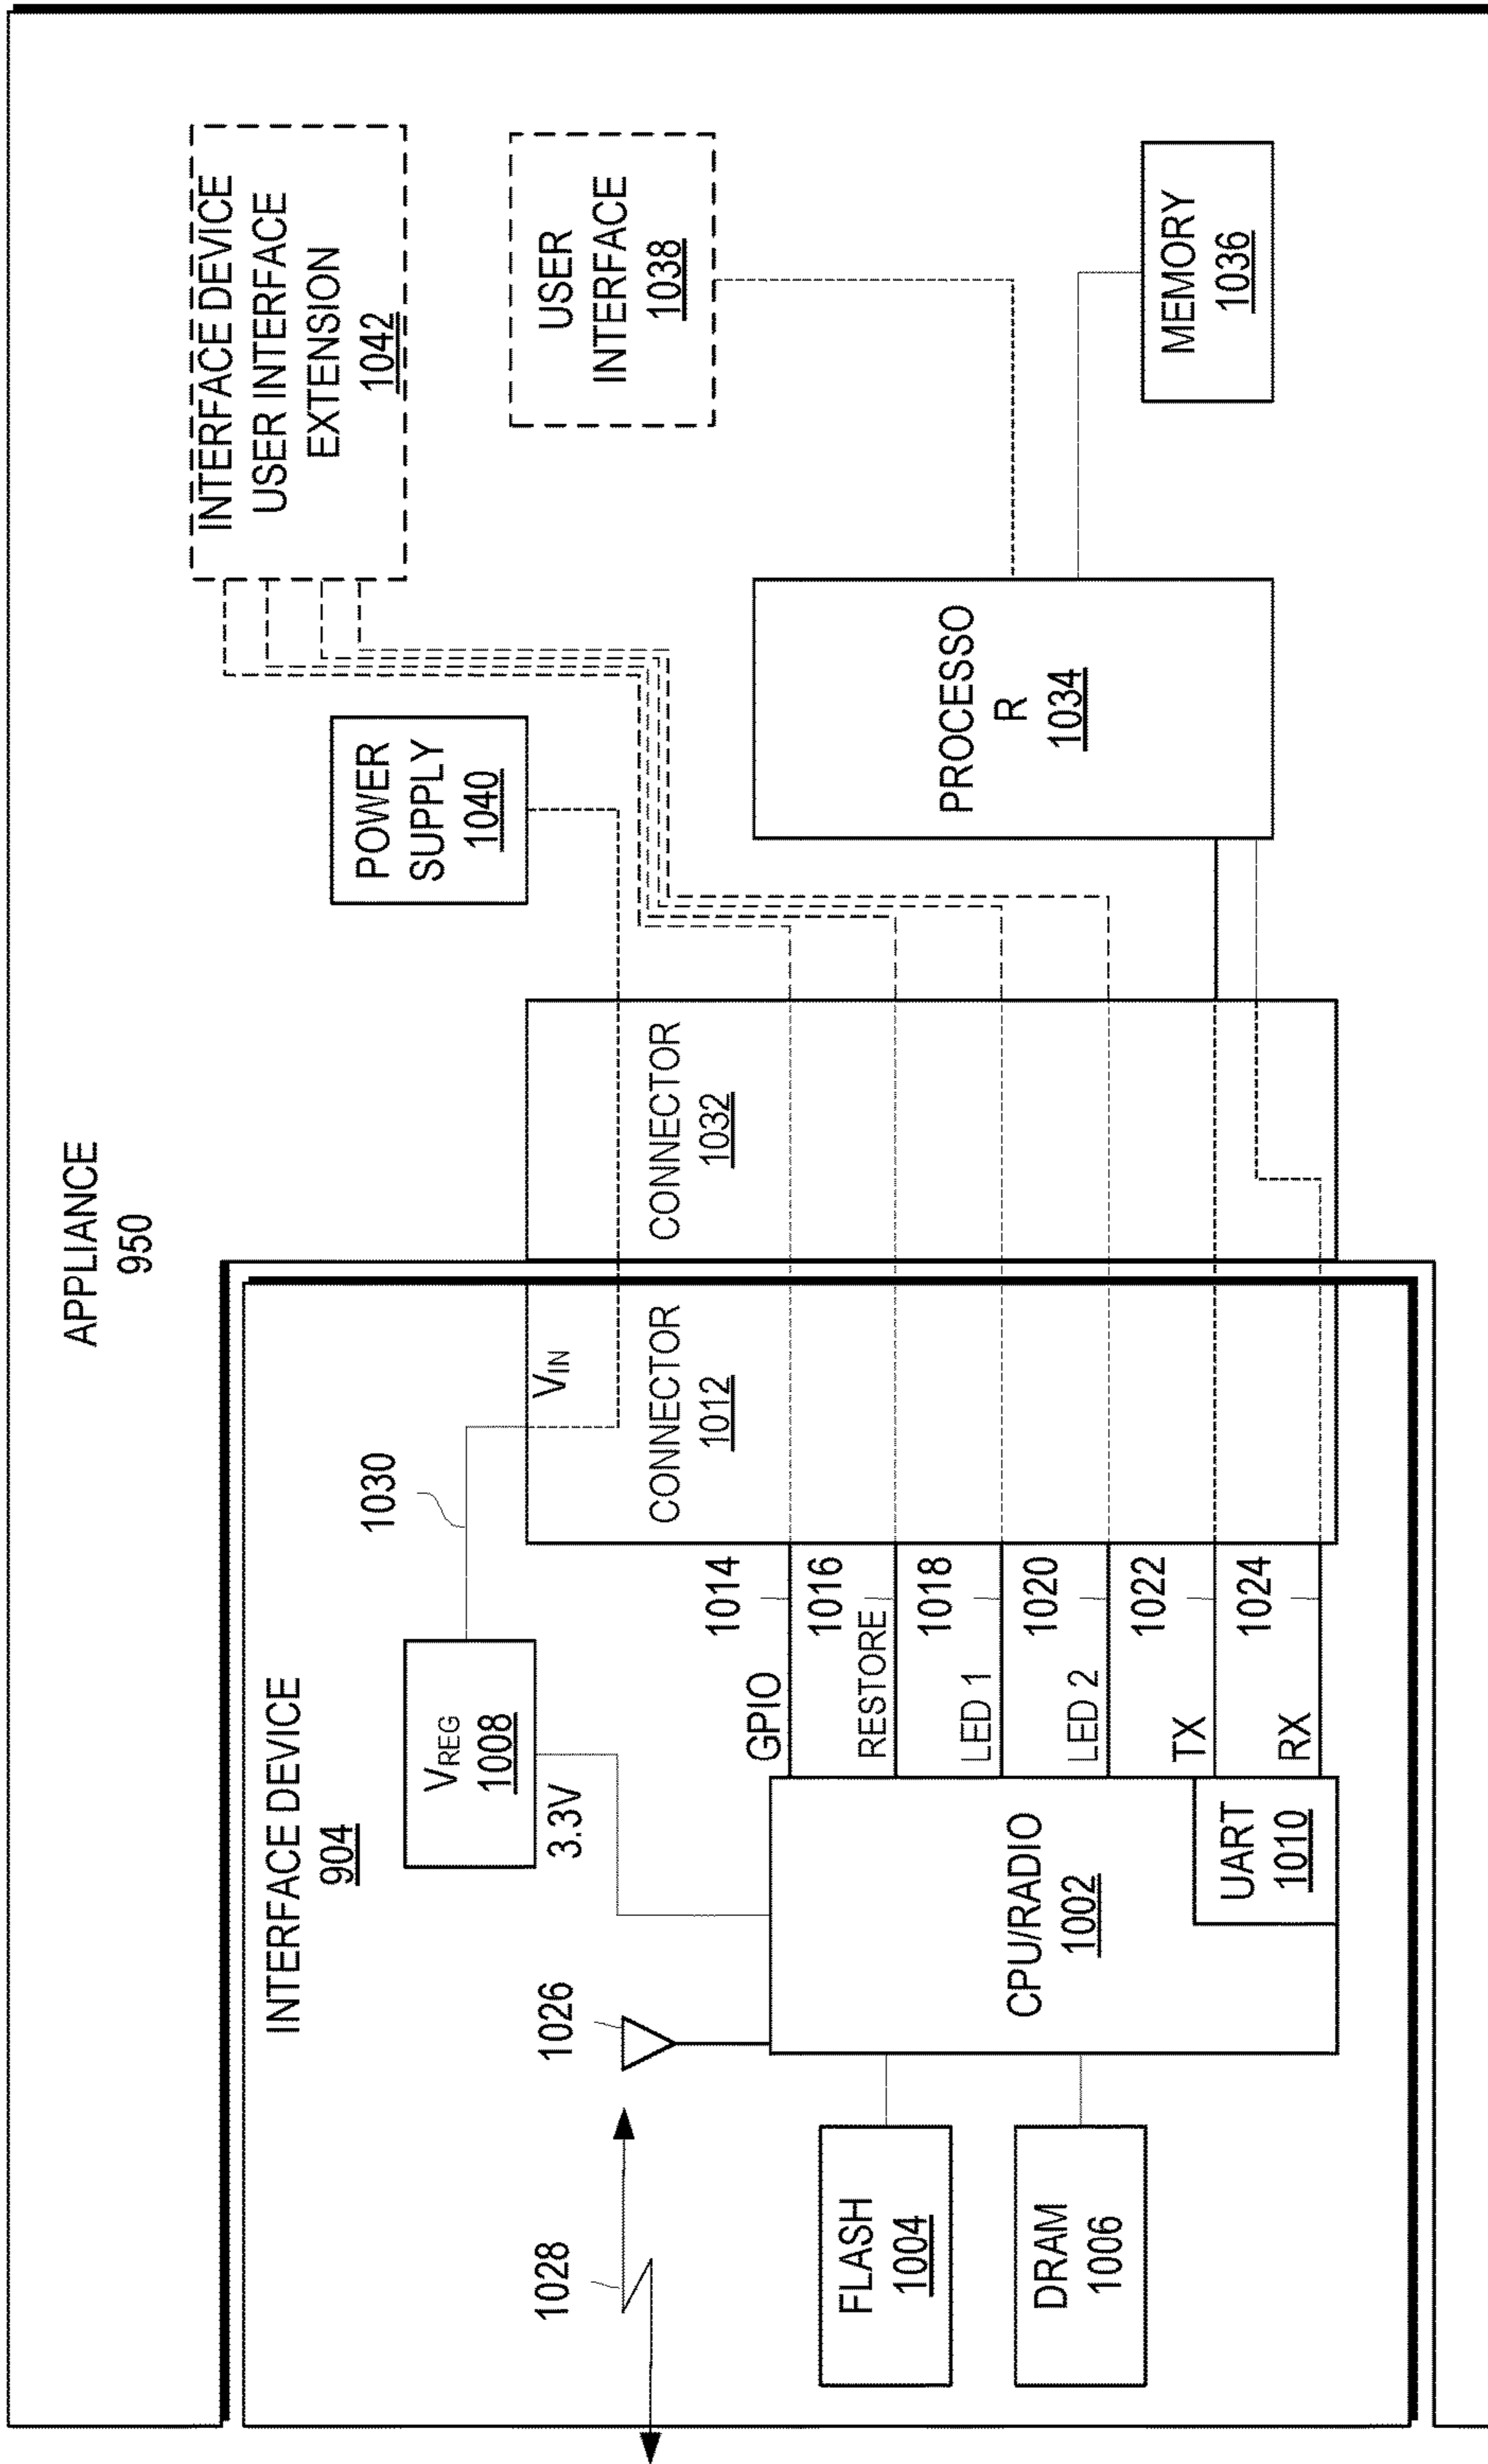 APPLIANCE
950
INTERFACE DEVICE
904
1030
VREG
1008
3.3V
VIN
1026
1028
FLASH
1004
DRAM
1006
CPU/RADIO
1002
UART
1010
GPIO
1014
RESTORE
1016
LED 1
1018
LED 2
1020
TX
1022
RX
1024
CONNECTOR
1012
CONNECTOR
1032
POWER
SUPPLY
1040
INTERFACE DEVICE
USER INTERFACE
EXTENSION
1042
USER
INTERFACE
1038
PROCESSO
R
1034
MEMORY
1036